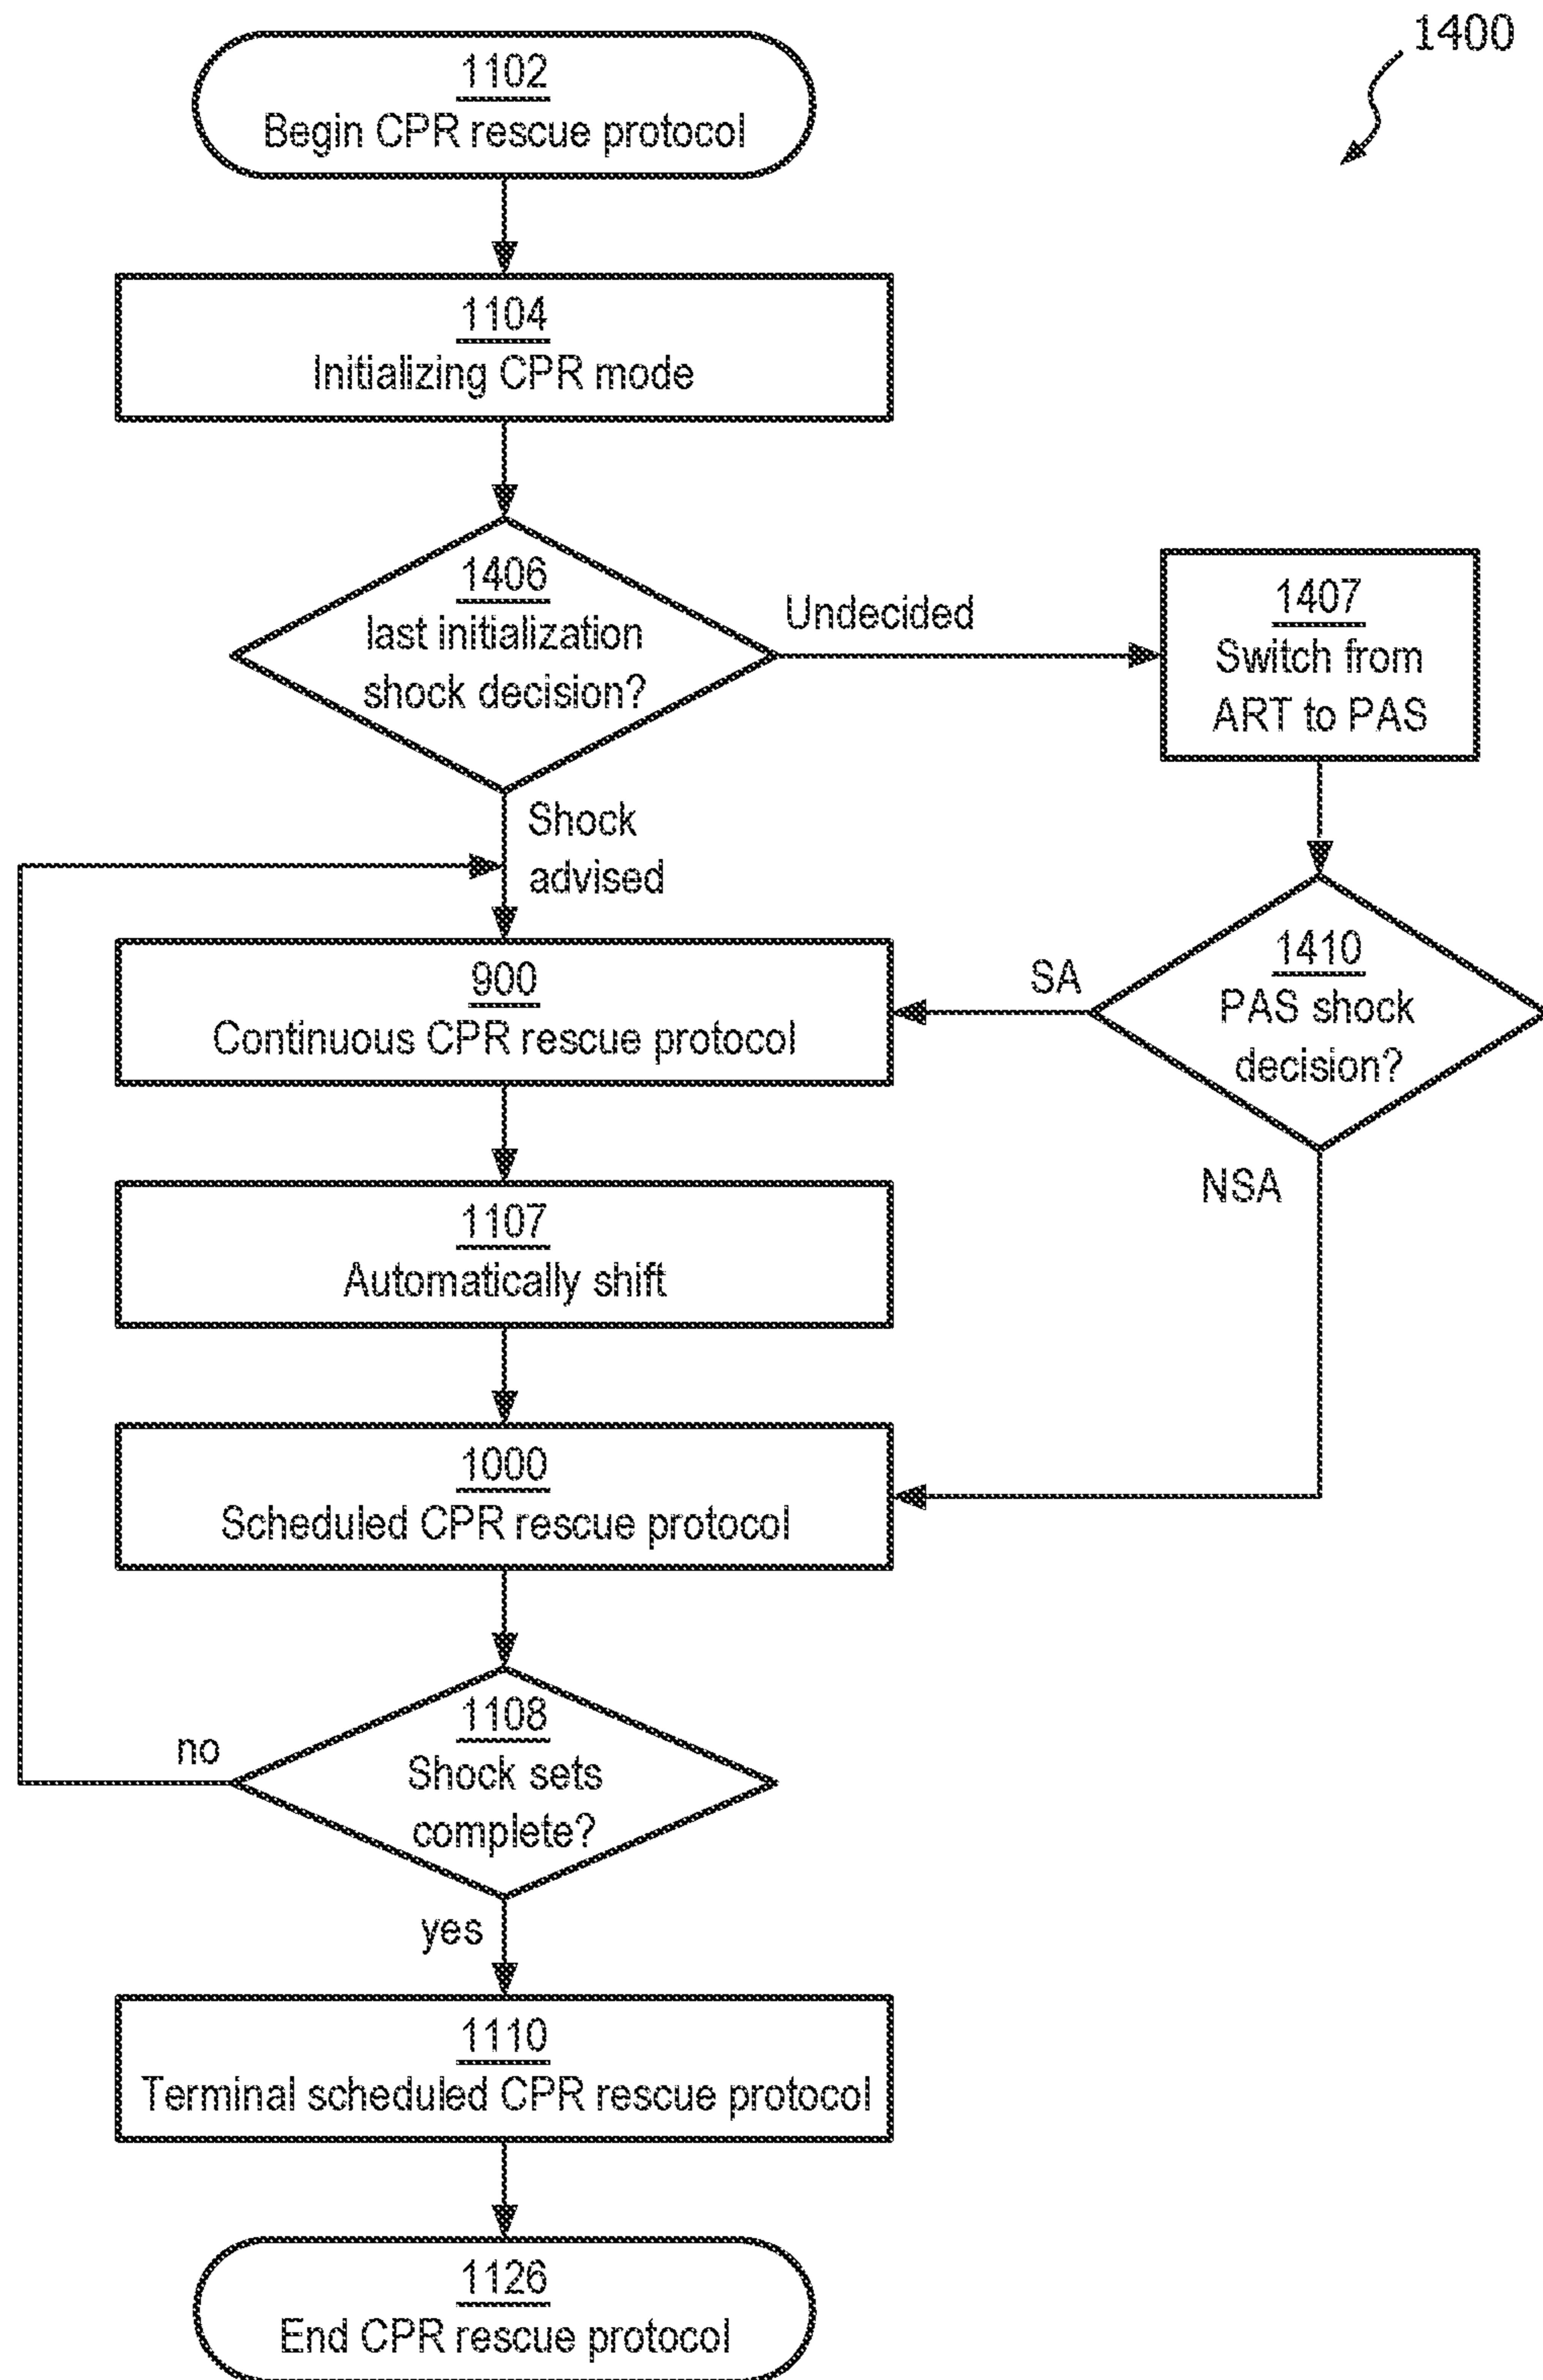 1400
1102
Begin CPR rescue protocol
1104
Initializing CPR mode
1406
last initialization
shock decision?
Undecided
1407
Switch from
ART to PAS
Shock
advised
900
Continuous CPR rescue protocol
SA
1410
PAS shock
decision?
NSA
1107
Automatically shift
1000
Scheduled CPR rescue protocol
1108
Shock sets
complete?
no
yes
1110
Terminal scheduled CPR rescue protocol
1126
End CPR rescue protocol